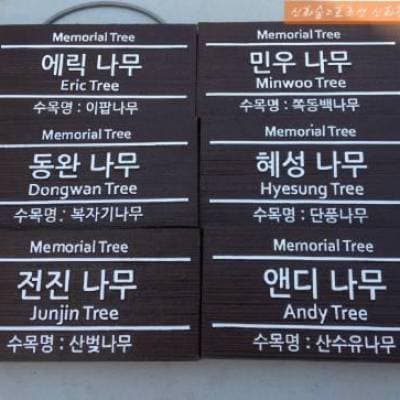 Memorial Tree
에릭 나무
Eric Tree
수목명 : 이팝나무
Memorial Tree
민우 나무
Minwoo Tree
수목명 : 쪽동백나무
Memorial Tree
동완 나무
Dongwan Tree
수목명 : 복자기나무
Memorial Tree
혜성 나무
Hyesung Tree
수목명 : 단풍나무
Memorial Tree
전진 나무
Junjin Tree
수목명 : 산벚나무
Memorial Tree
앤디 나무
Andy Tree
수목명 : 산수유나무